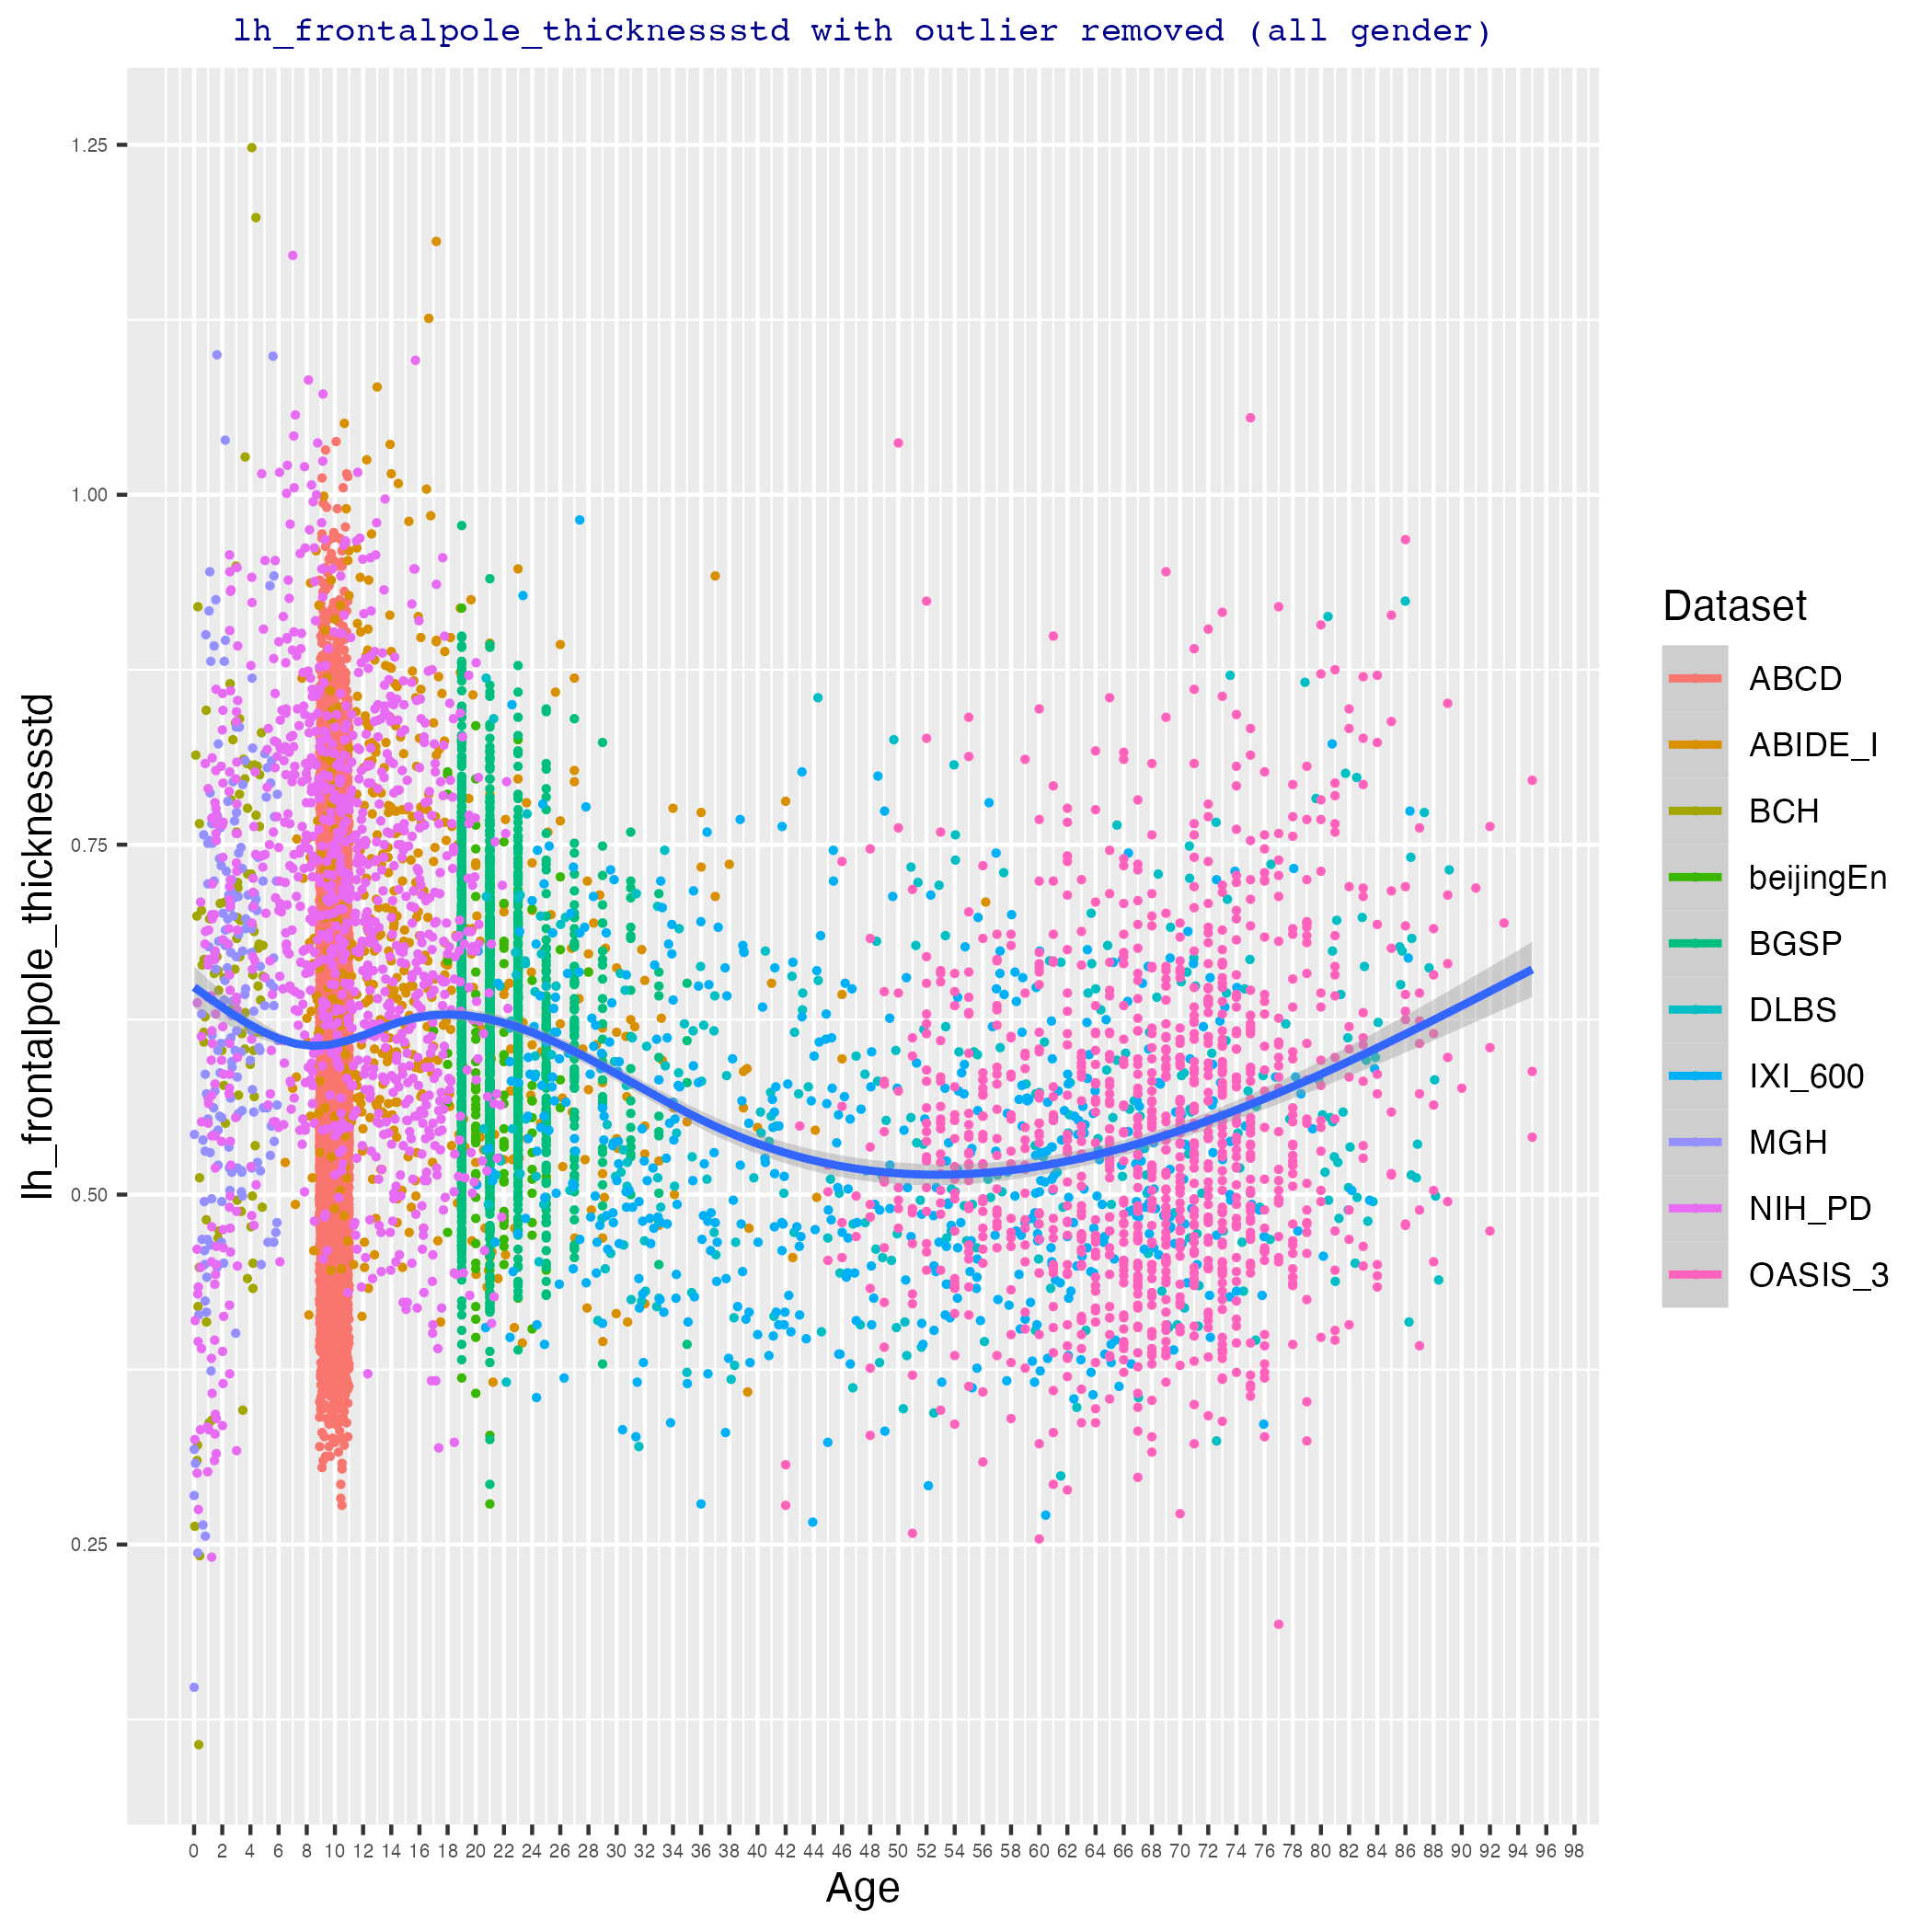 lh_frontalpole_thicknessstd with outlier removed (all gender)
lh_frontalpole_thicknessstd
1.25
1.00
0.75
0.50
0.25
0 2 4 6 8 10 12 14 16 18 20 22 24 26 28 30 32 34 36 38 40 42 44 46 48 50 52 54 56 58 60 62 64 66 68 70 72 74 76 78 80 82 84 86 88 90 92 94 96 98
Age
Dataset
ABCD
ABIDE_I
BCH
beijingEn
BGSP
DLBS
IXI_600
MGH
NIH_PD
OASIS_3